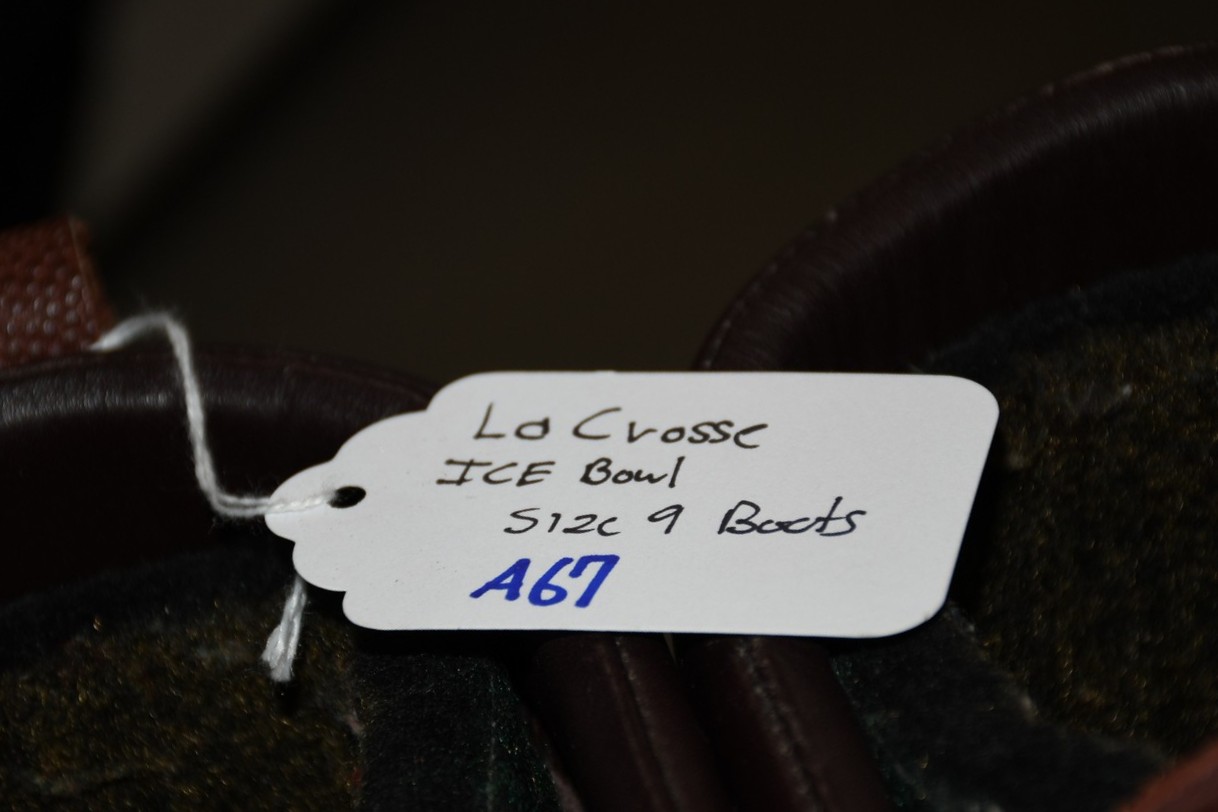 La Crosse
ICE Bowl
Size 9 Boots
A67